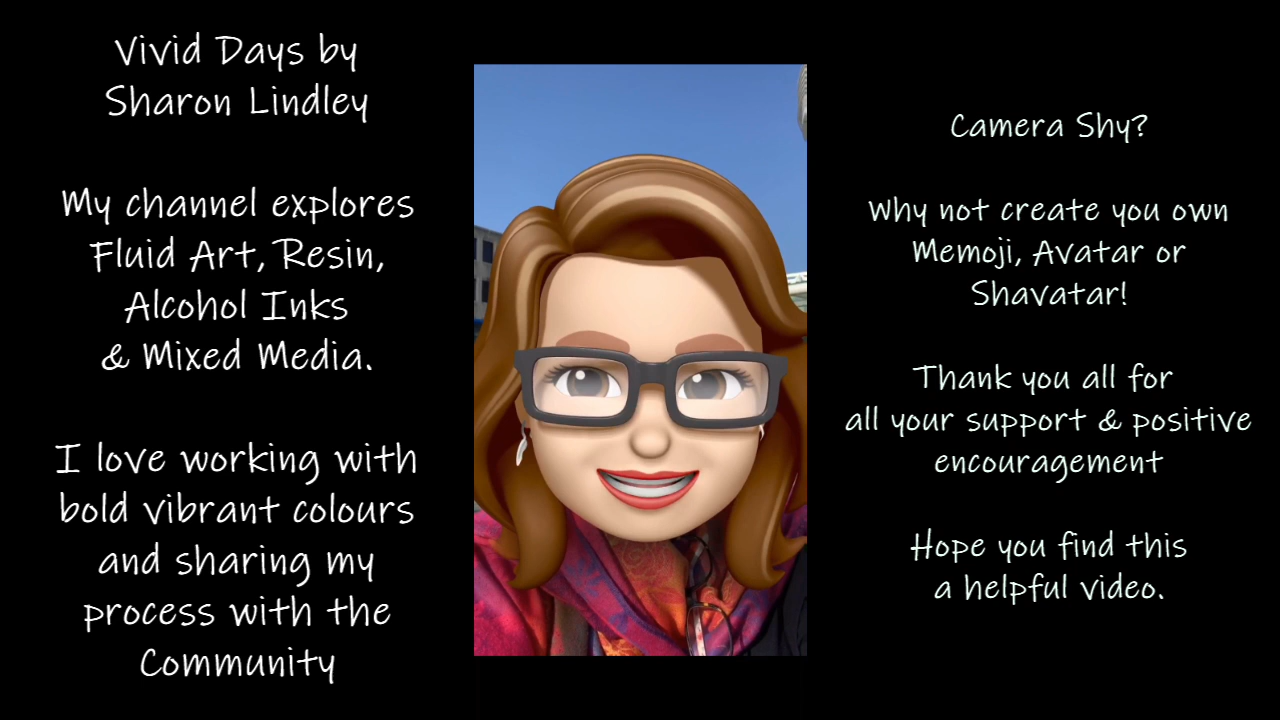 Vivid Days by
Sharon Lindley
My channel explores
Fluid Art, Resin,
Alcohol Inks
& Mixed Media.
I love working with
bold vibrant colours
and sharing my
process with the
Community
Camera Shy?
Why not create you own
Memoji, Avatar or
Shavatar!
Thank you all for
all your support & positive
encouragement
Hope you find this
a helpful video.